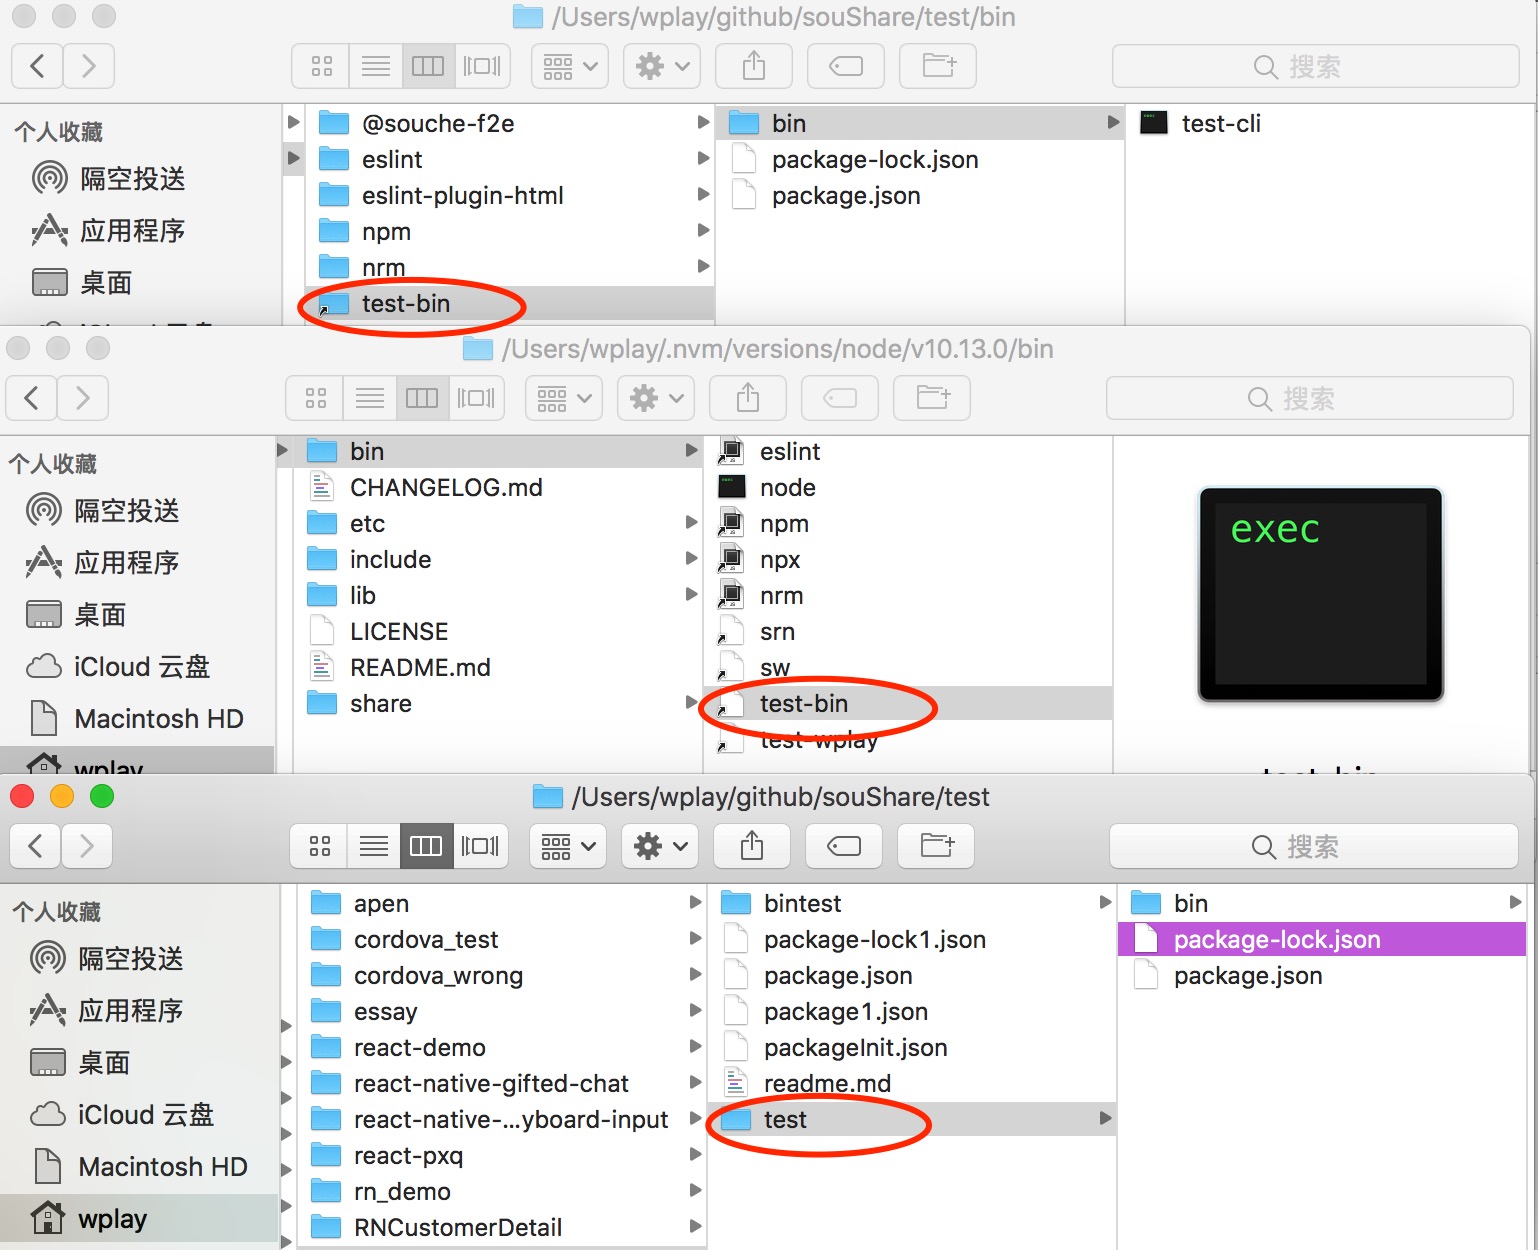 /Users/wplay/github/souShare/test/bin
搜索
个人收藏
隔空投送
应用程序
桌面
@souche-f2e
eslint
eslint-plugin-html
npm
nrm
test-bin
bin
package-lock.json
package.json
test-cli
/Users/wplay/.nvm/versions/node/v10.13.0/bin
搜索
个人收藏
隔空投送
应用程序
桌面
iCloud 云盘
Macintosh HD
wplay
bin
CHANGELOG.md
etc
include
lib
LICENSE
README.md
share
eslint
node
npm
npx
nrm
srn
sw
test-bin
test-wplay
exec
/Users/wplay/github/souShare/test
搜索
个人收藏
隔空投送
应用程序
桌面
iCloud 云盘
Macintosh HD
wplay
apen
cordova_test
cordova_wrong
essay
react-demo
react-native-gifted-chat
react-native-...yboard-input
react-pxq
rn_demo
RNCustomerDetail
bintest
package-lock1.json
package.json
package1.json
packageInit.json
readme.md
test
bin
package-lock.json
package.json